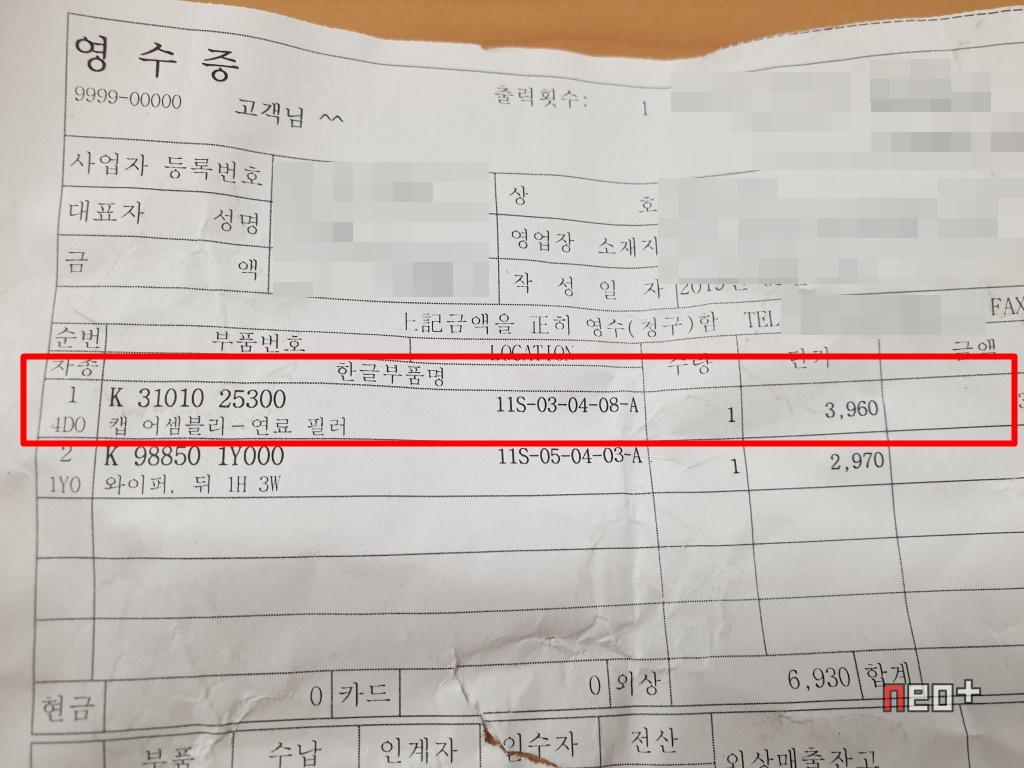 영 수 증
9999-00000 고객님 ^^
출력횟수: 1
사업자 등록번호
대표자 성명
금 액
상 호
영업장 소재지
작 성 일 자
上記금액을 正히 영수(청구)함 TEL FAX
순번 부품번호 LOCATION 수량 단가 금액
차종 한글부품명
1 K 31010 25300 11S-03-04-08-A 1 3,960
4D0 캡 어셈블리-연료 필러
2 K 98850 1Y000 11S-05-04-03-A 1 2,970
1Y0 와이퍼, 뒤 1H 3W
현금 0 카드 0 외상 6,930 합계
neo+
부품 수납 인계자 인수자 전산 외상매출잔고